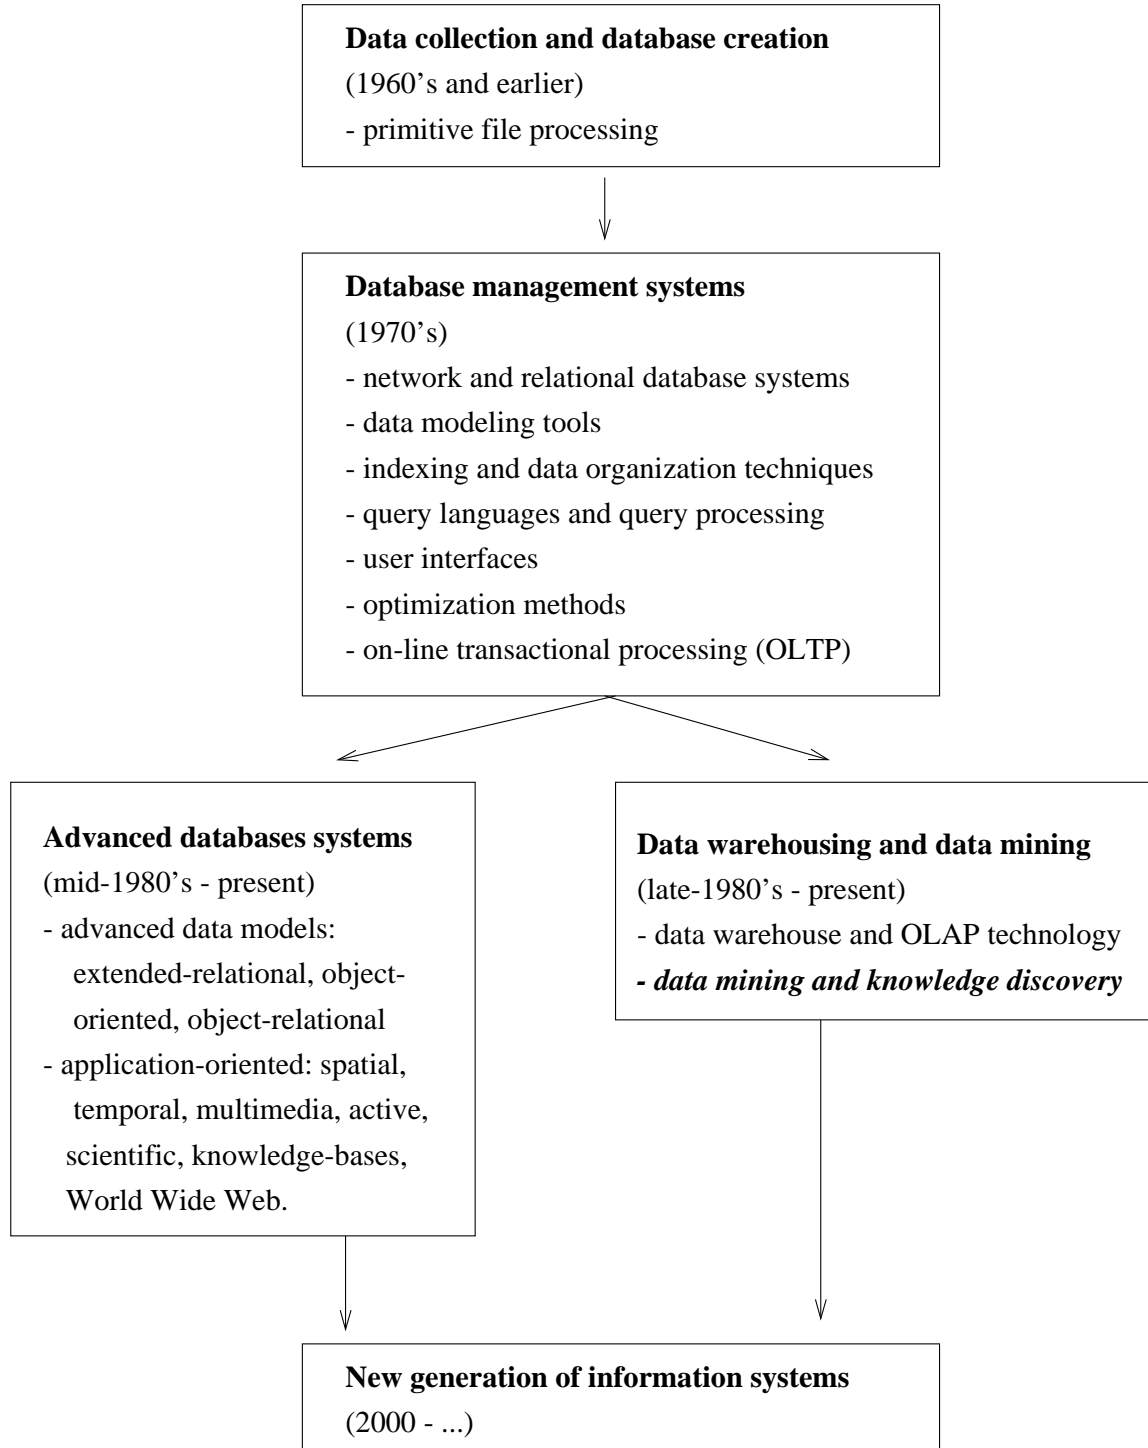 Data collection and database creation
(1960’s and earlier)
- primitive file processing
Database management systems
(1970’s)
- network and relational database systems
- data modeling tools
- indexing and data organization techniques
- query languages and query processing
- user interfaces
- optimization methods
- on-line transactional processing (OLTP)
Advanced databases systems
(mid-1980’s - present)
- advanced data models:
extended-relational, object-
oriented, object-relational
- application-oriented: spatial,
temporal, multimedia, active,
scientific, knowledge-bases,
World Wide Web.
Data warehousing and data mining
(late-1980’s - present)
- data warehouse and OLAP technology
- data mining and knowledge discovery
New generation of information systems
(2000 - ...)